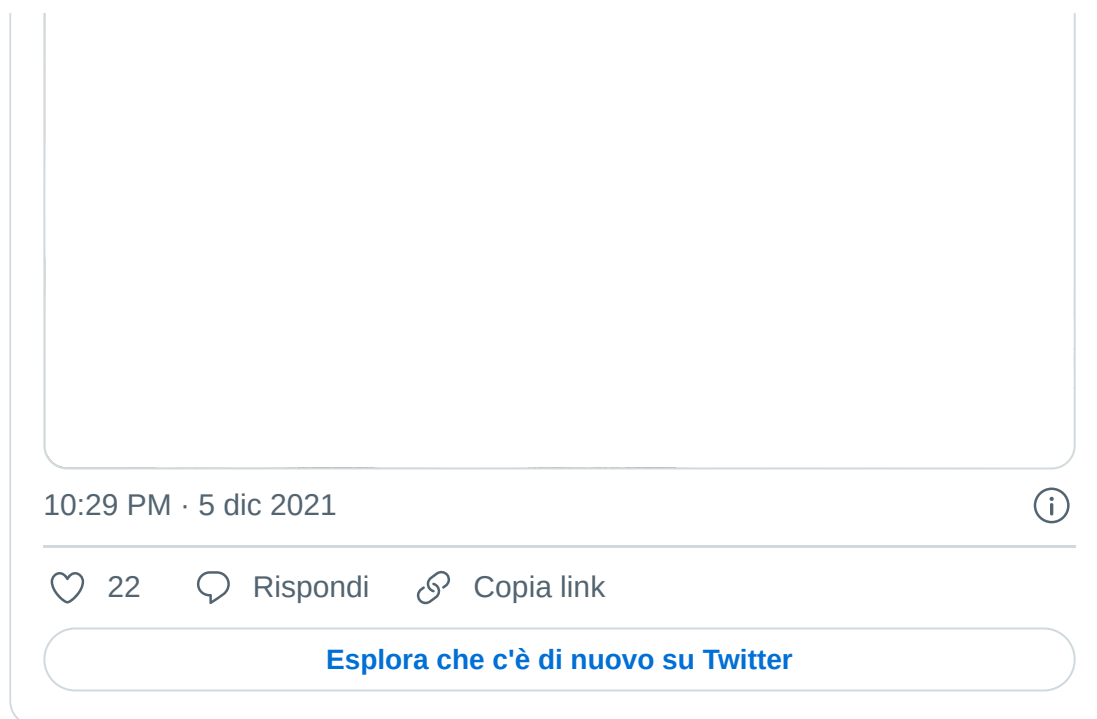 10:29 PM · 5 dic 2021
22 Rispondi Copia link
Esplora che c'è di nuovo su Twitter